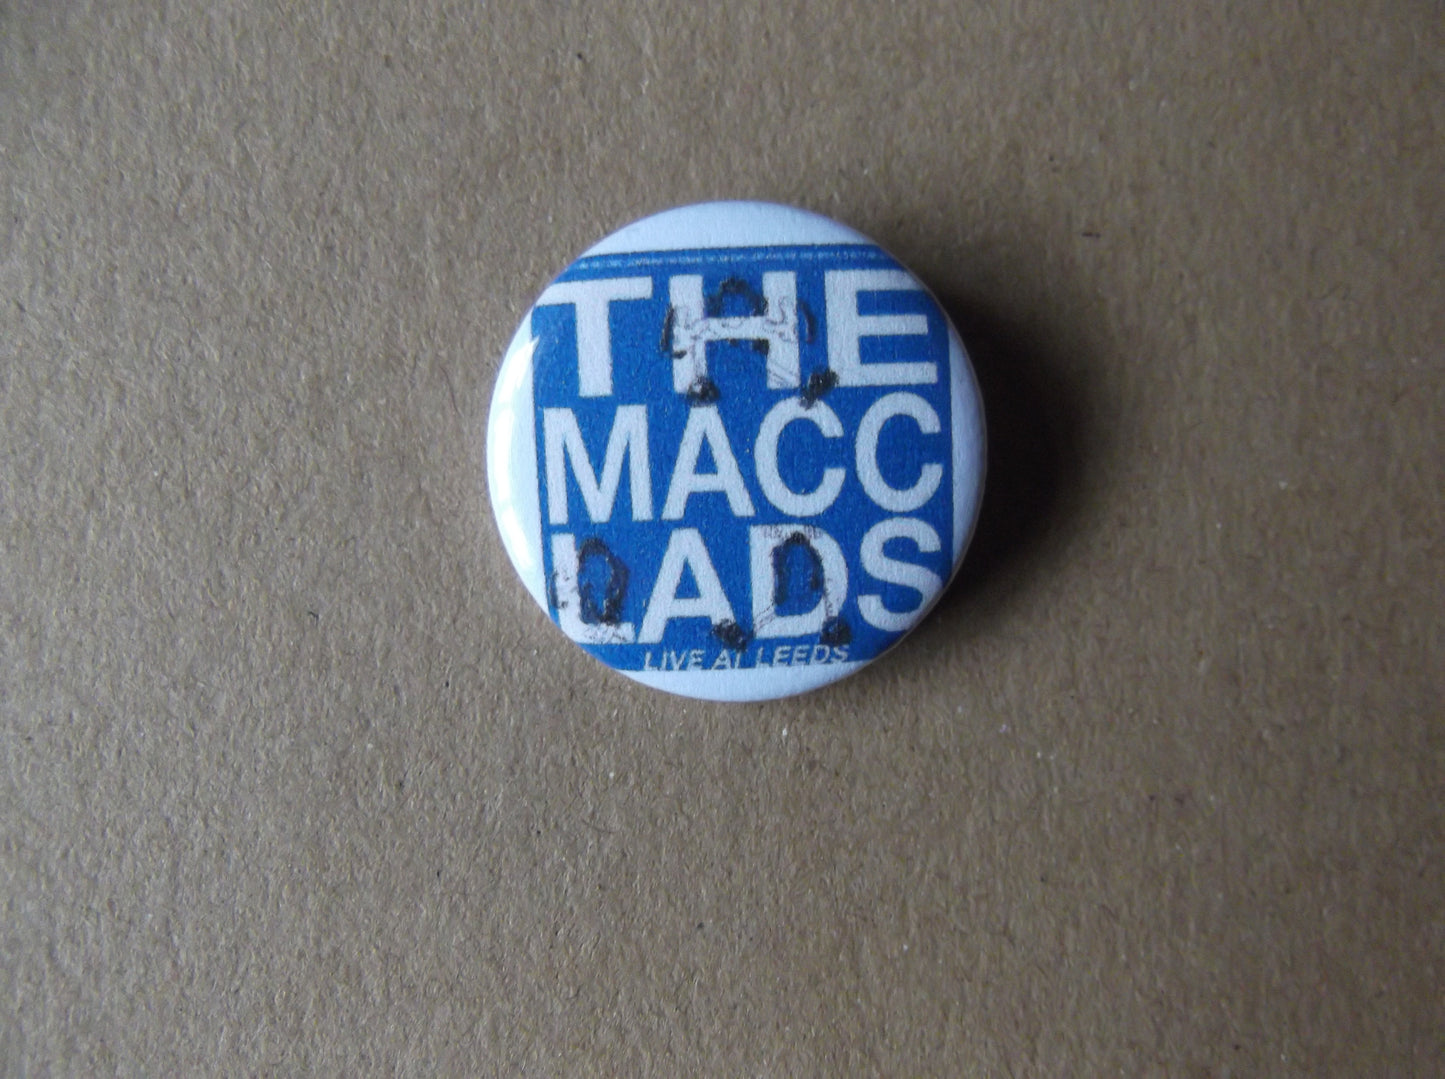 THE
MACC
LADS
LIVE AT LEEDS